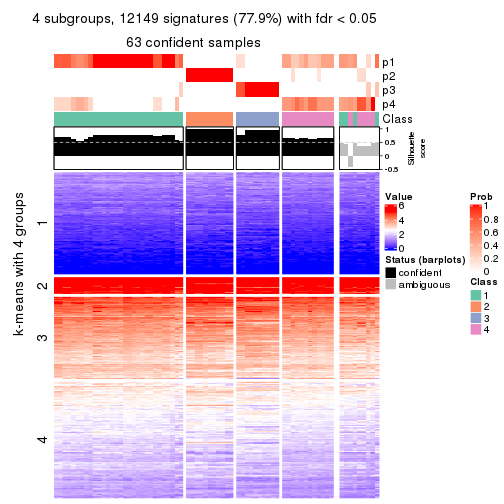 4 subgroups, 12149 signatures (77.9%) with fdr < 0.05
63 confident samples
p1
p2
p3
p4
Class
1
0.5
0
-0.5
Silhouette
score
k-means with 4 groups
1
2
3
4
Value
6
4
2
0
Status (barplots)
confident
ambiguous
Prob
1
0.8
0.6
0.4
0.2
0
Class
1
2
3
4